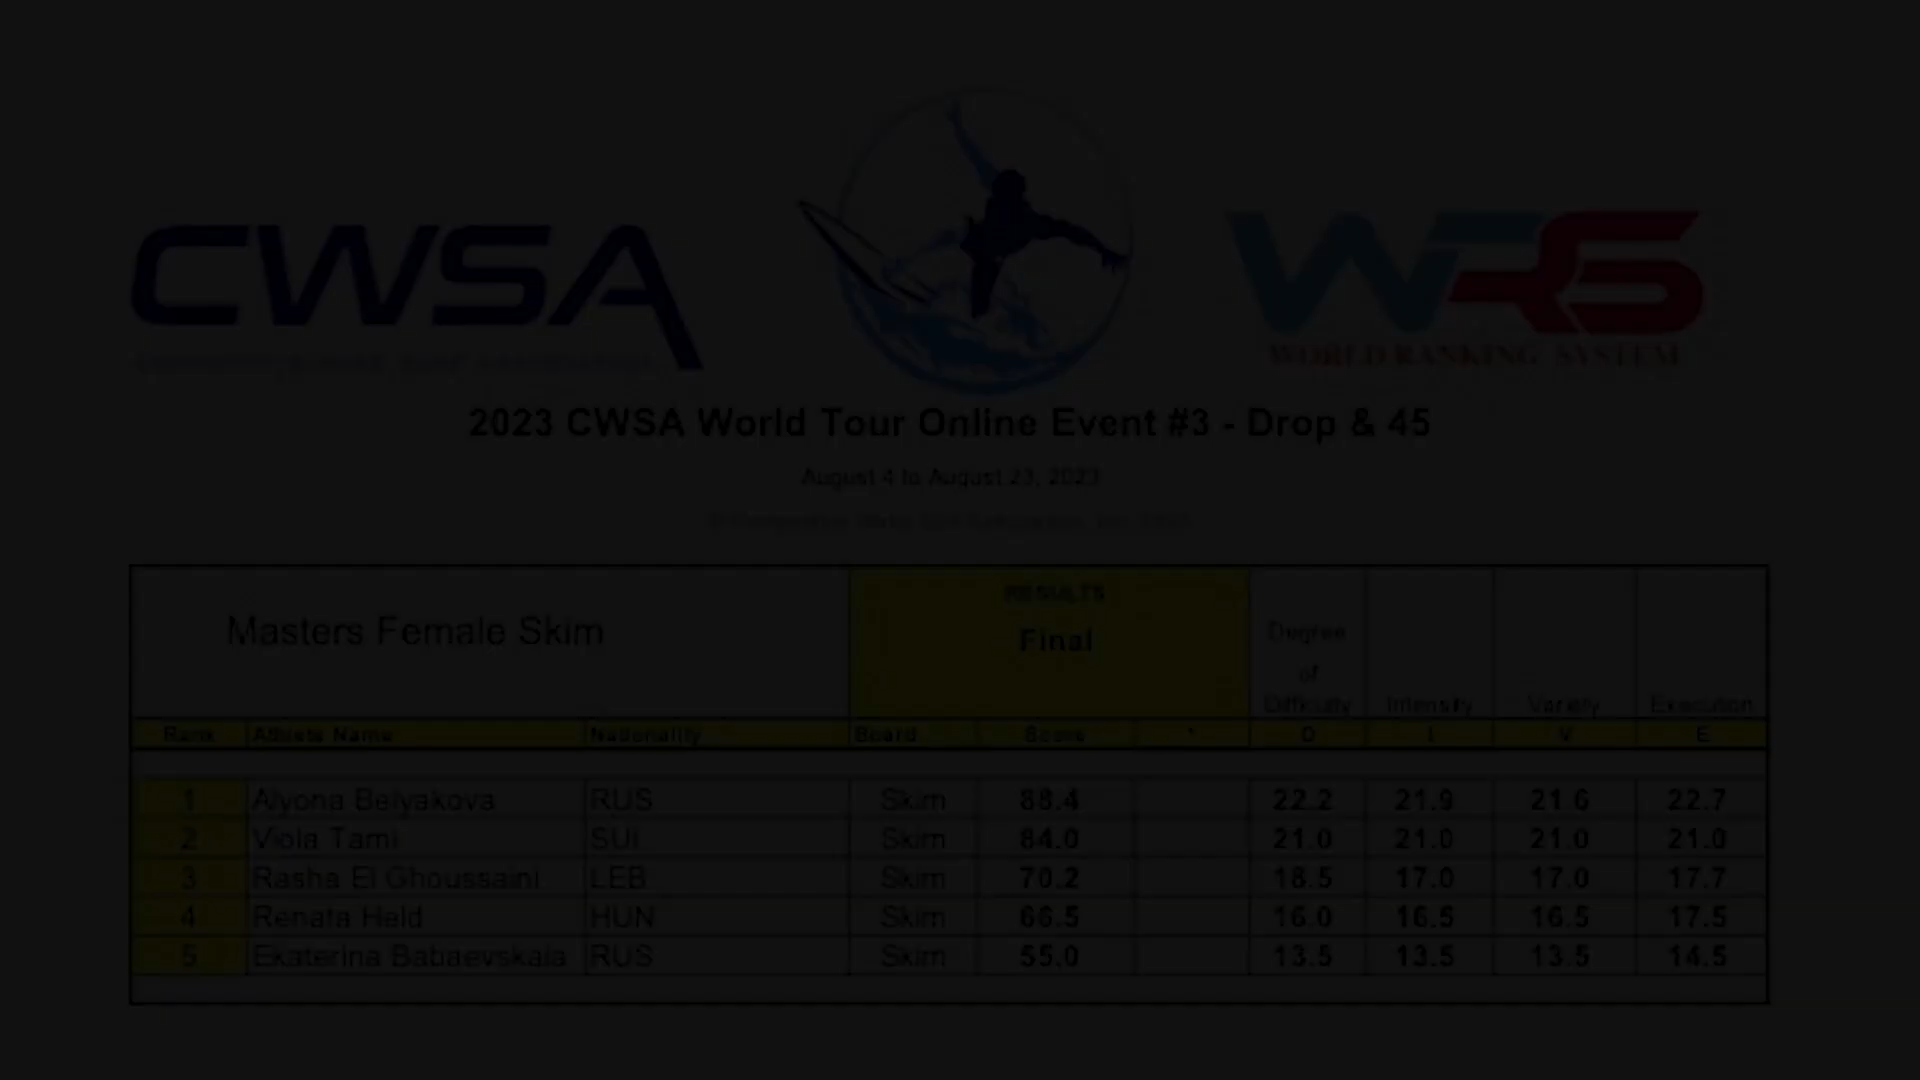 CWSA
WRS
WORLD RANKING SYSTEM
2023 CWSA World Tour Online Event #3 - Drop & 45
August 4 to August 23, 2023
Masters Female Skim
RESULTS
Final
Degree
of
Difficulty Intensity Variety Execution
Rank Athlete Name Nationality Board Score D I V E
1 Alyona Belyakova RUS Skim 88.4 22.2 21.9 21.6 22.7
2 Viola Tami SUI Skim 84.0 21.0 21.0 21.0 21.0
3 Rasha El Ghoussaini LEB Skim 70.2 18.5 17.0 17.0 17.7
4 Renata Held HUN Skim 66.5 16.0 16.5 16.5 17.5
5 Ekaterina Babaevskaia RUS Skim 55.0 13.5 13.5 13.5 14.5